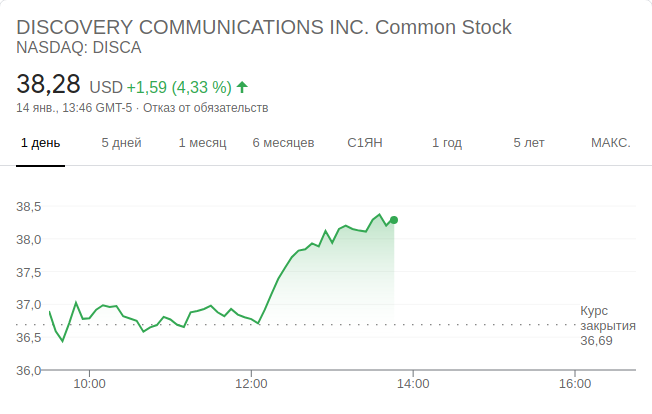 DISCOVERY COMMUNICATIONS INC. Common Stock
NASDAQ: DISCA
38,28 USD +1,59 (4,33 %)
14 янв., 13:46 GMT-5 · Отказ от обязательств
1 день 5 дней 1 месяц 6 месяцев С1ЯН 1 год 5 лет МАКС.
38,5
38,0
37,5
37,0
36,5
36,0
Курс
закрытия
36,69
10:00 12:00 14:00 16:00